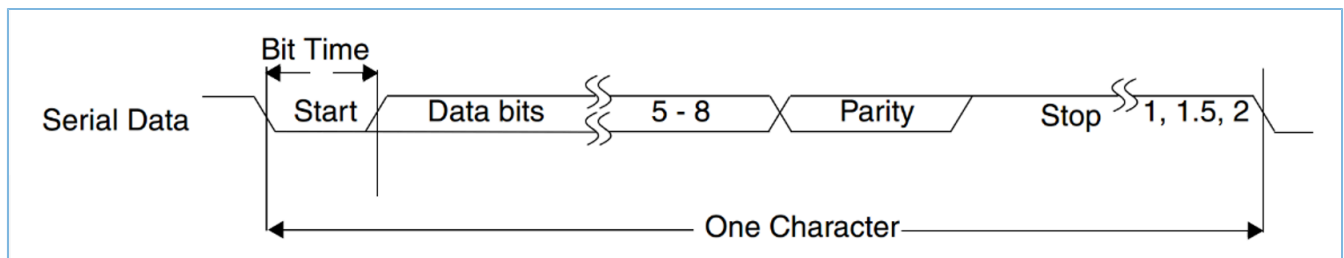 Bit Time
Serial Data Start Data bits 5 - 8 Parity Stop 1, 1.5, 2
One Character